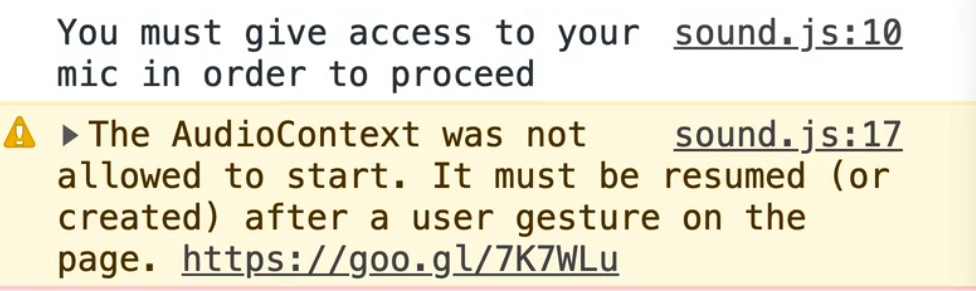 You must give access to your sound.js:10
mic in order to proceed
The AudioContext was not sound.js:17
allowed to start. It must be resumed (or
created) after a user gesture on the
page. https://goo.gl/7K7WLu